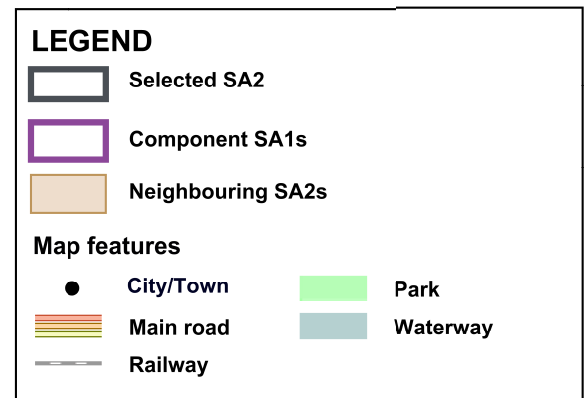 LEGEND
Selected SA2
Component SA1s
Neighbouring SA2s
Map features
City/Town
Main road
Railway
Park
Waterway